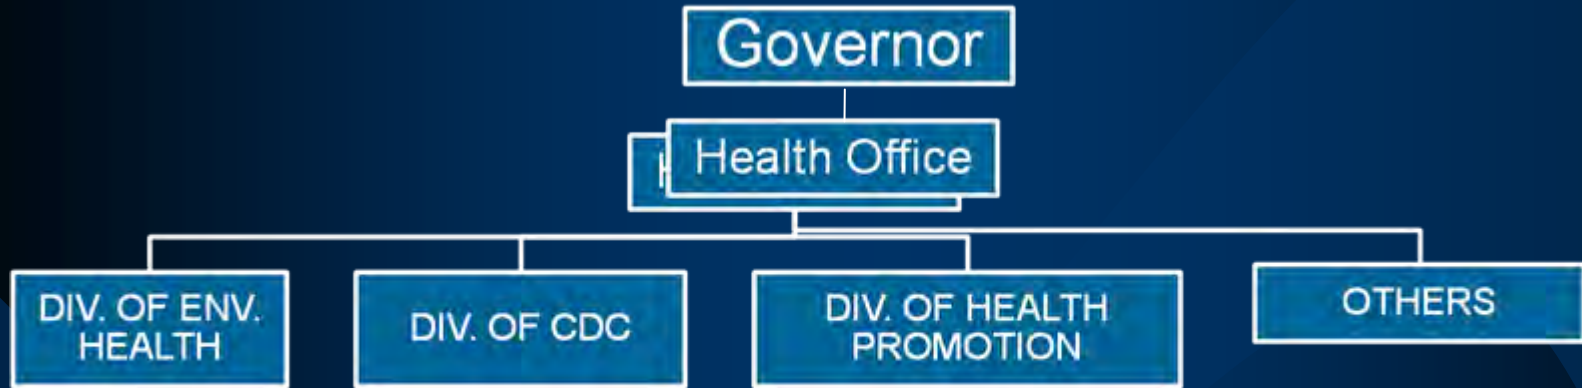 Governor
Health Office
DIV. OF ENV.
HEALTH
DIV. OF CDC
DIV. OF HEALTH
PROMOTION
OTHERS